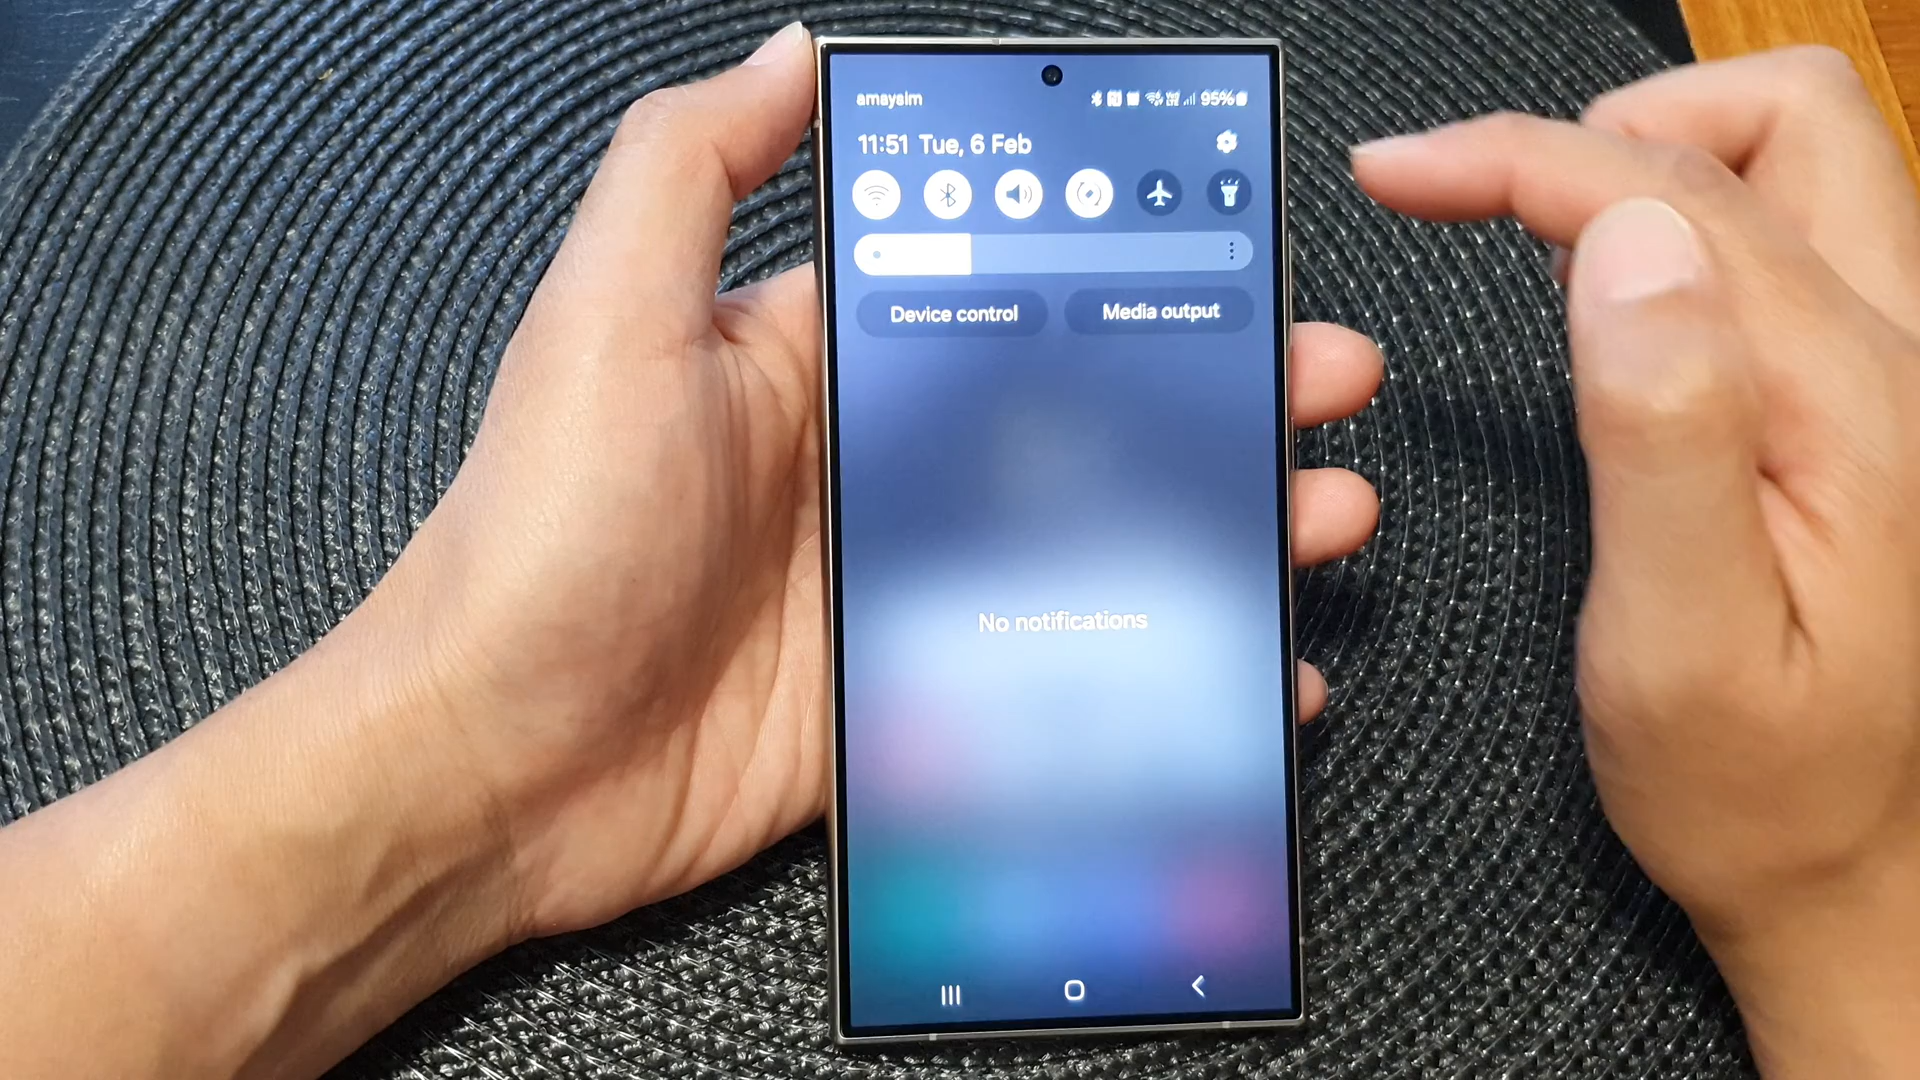 amaysim 95%
11:51 Tue, 6 Feb
Device control Media output
No notifications